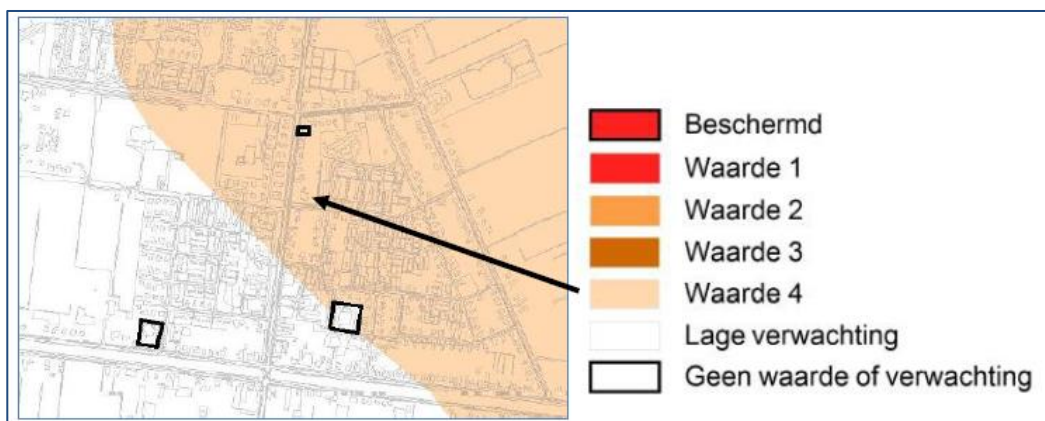 Beschermd
Waarde 1
Waarde 2
Waarde 3
Waarde 4
Lage verwachting
Geen waarde of verwachting